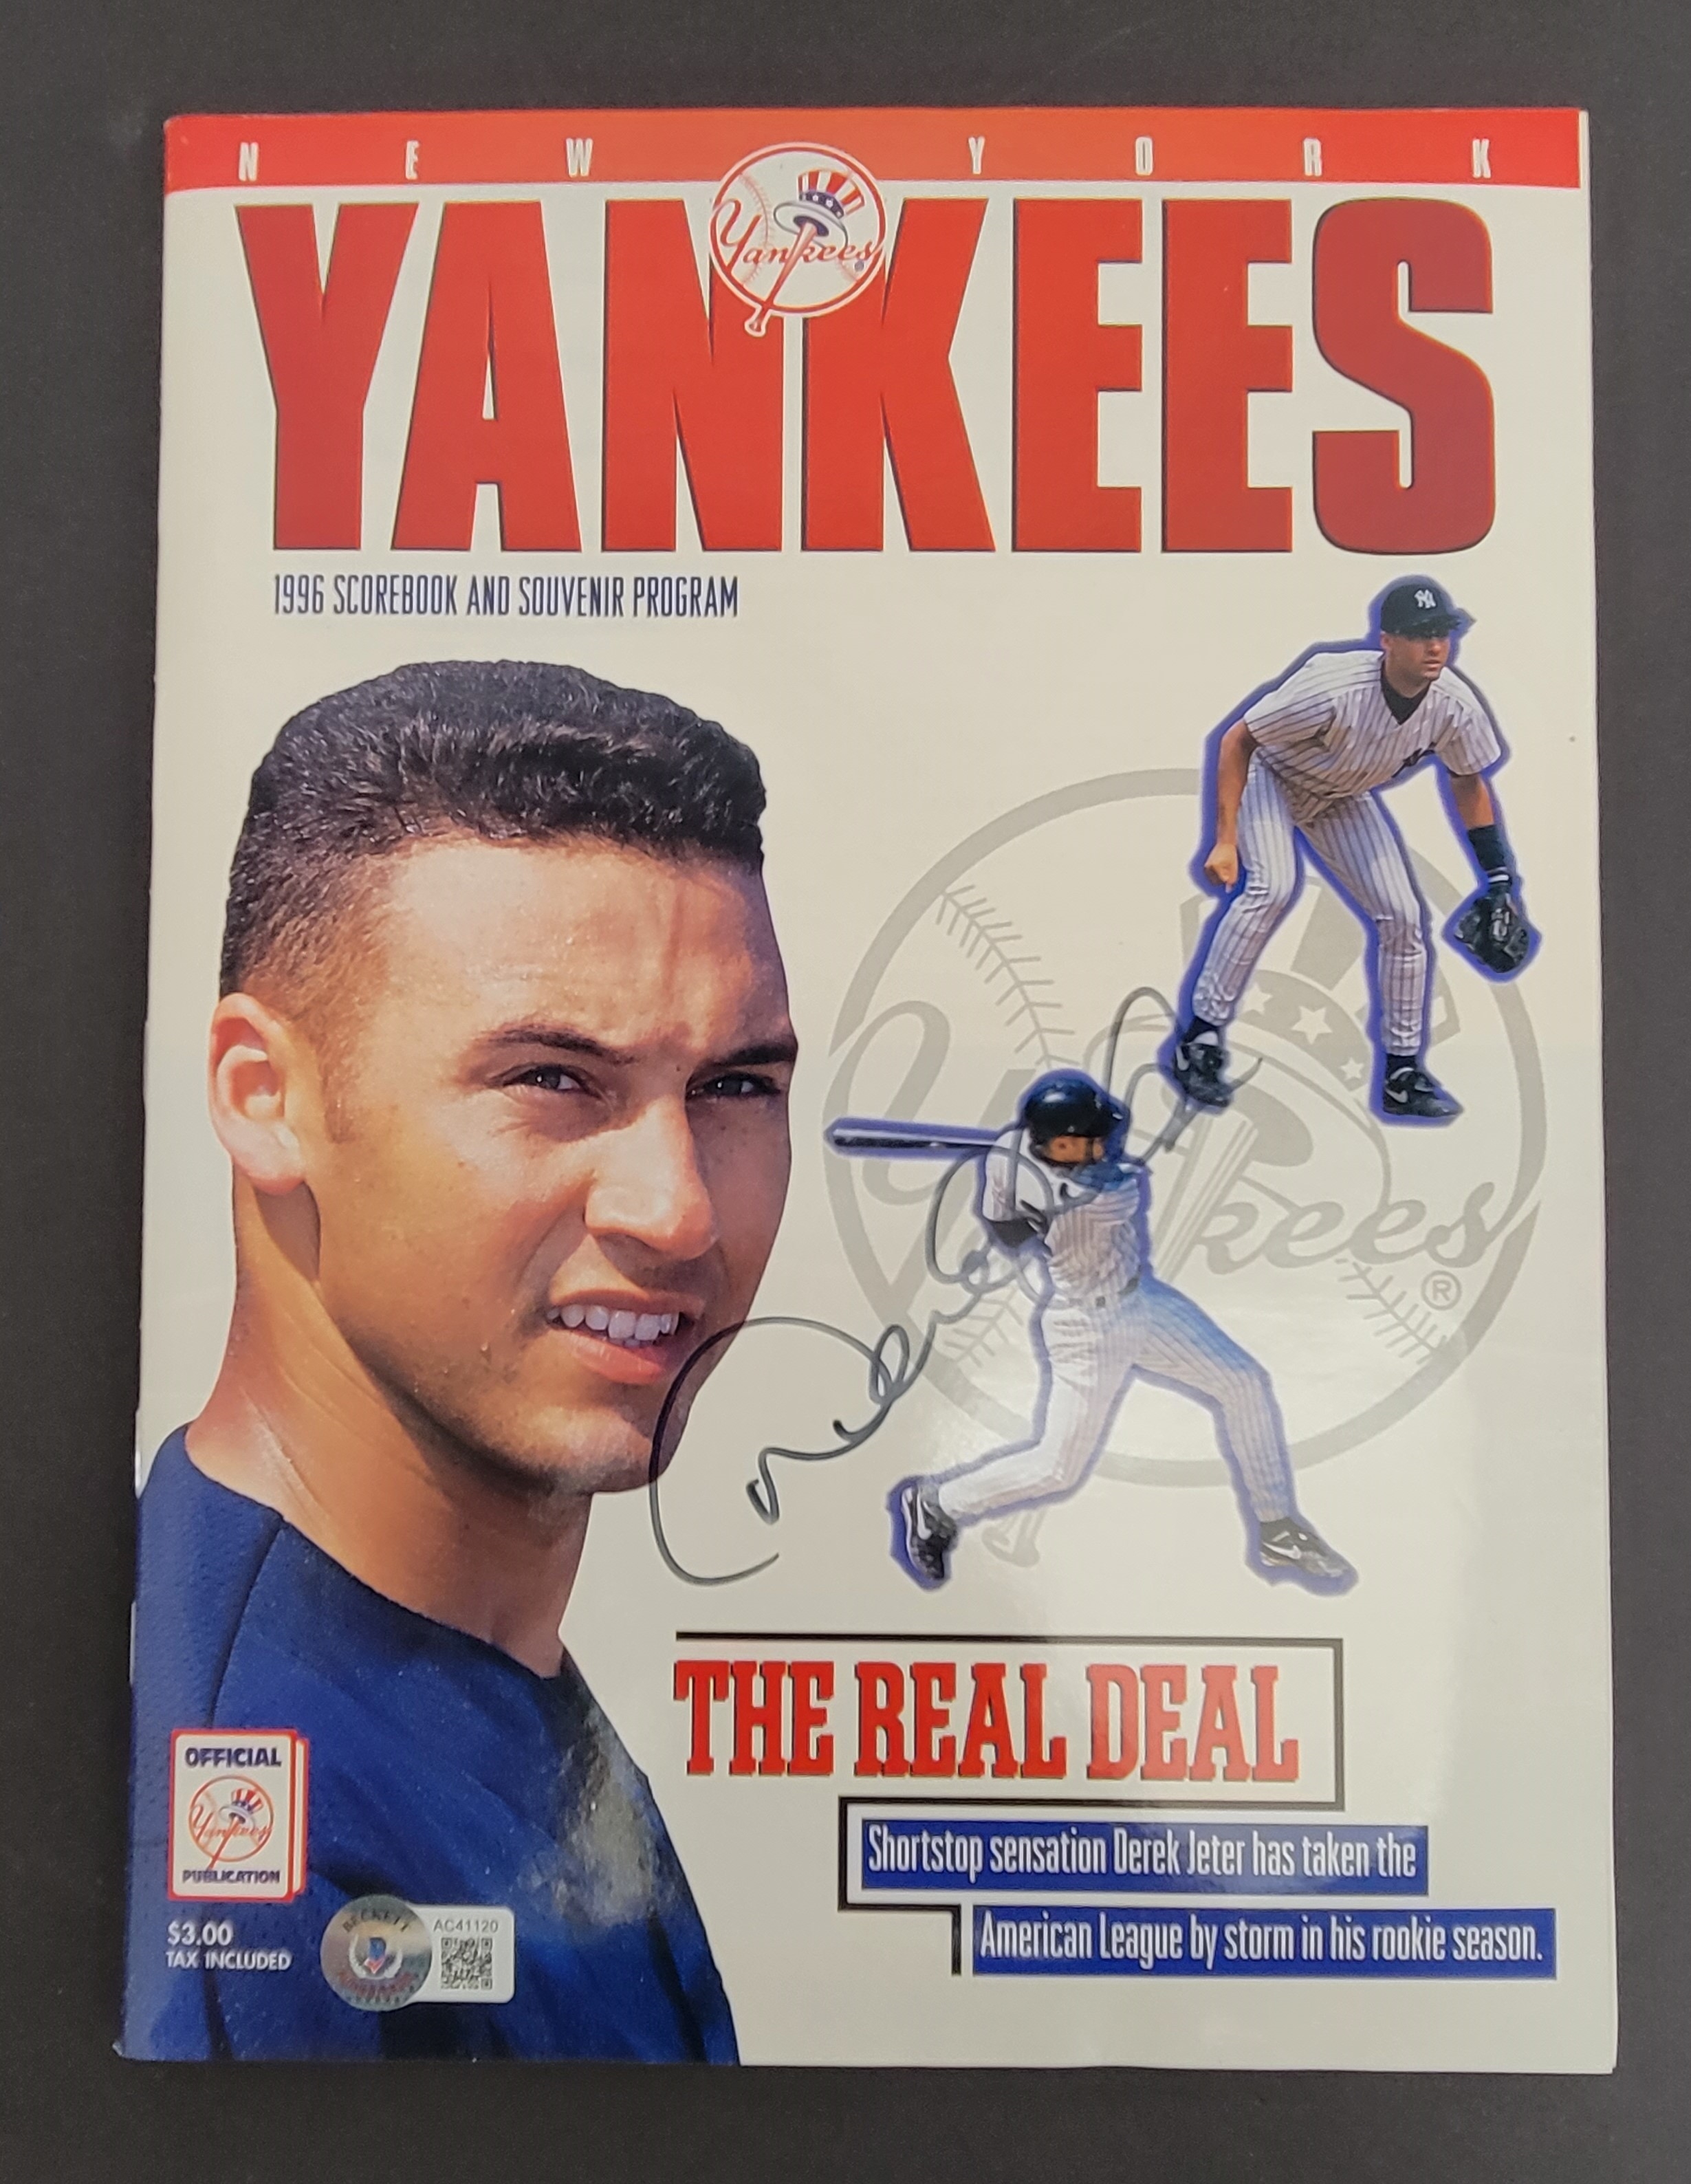 NEW YORK
YANKEES
Yankees
1996 SCOREBOOK AND SOUVENIR PROGRAM
NY
Yankees
®
THE REAL DEAL
Shortstop sensation Derek Jeter has taken the
American League by storm in his rookie season.
OFFICIAL
Yankees
PUBLICATION
$3.00
TAX INCLUDED
BECKETT
AC41120